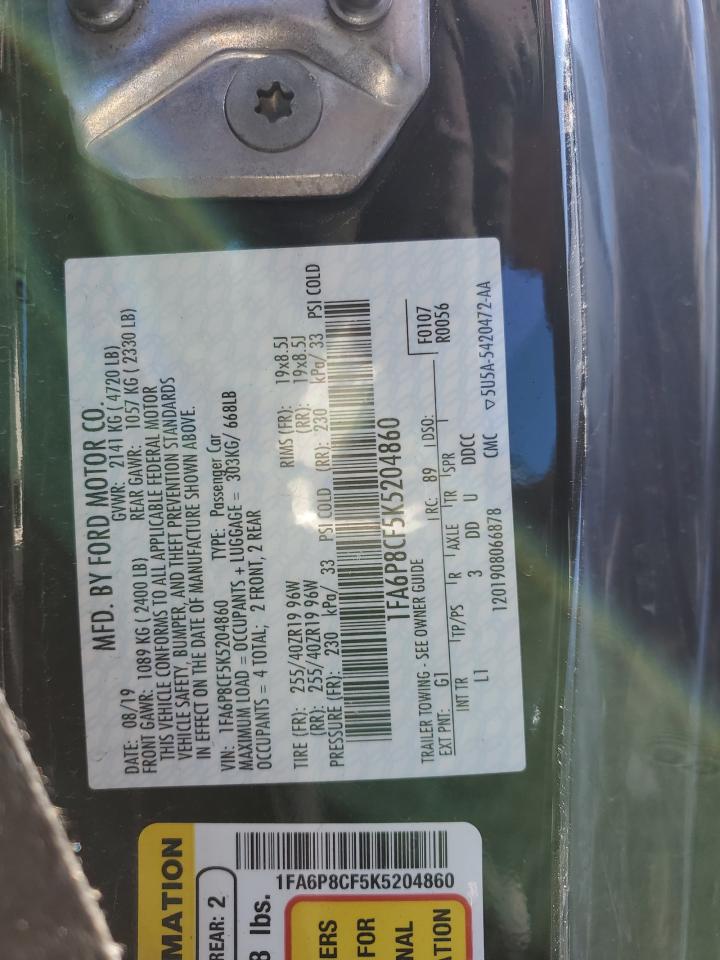 MFD. BY FORD MOTOR CO.
DATE: 08/19 GVWR: 2141 KG ( 4720 LB)
FRONT GAWR: 1089 KG ( 2400 LB) REAR GAWR: 1057 KG ( 2330 LB)
THIS VEHICLE CONFORMS TO ALL APPLICABLE FEDERAL MOTOR
VEHICLE SAFETY, BUMPER, AND THEFT PREVENTION STANDARDS
IN EFFECT ON THE DATE OF MANUFACTURE SHOWN ABOVE.
VIN: 1FA6P8CF5K5204860 TYPE: Passenger Car
MAXIMUM LOAD = OCCUPANTS + LUGGAGE = 303KG/ 668LB
OCCUPANTS = 4 TOTAL; 2 FRONT, 2 REAR
TIRE (FR): 255/40ZR19 96W RIMS (FR): 19x8.5J
(RR): 255/40ZR19 96W (RR): 19x8.5J
PRESSURE (FR): 230 kPa/ 33 PSI COLD (RR): 230 kPa/ 33 PSI COLD
1FA6P8CF5K5204860
TRAILER TOWING - SEE OWNER GUIDE
F0107
EXT PNT: G1 RC: 89 DSO: R0056
INT TR TP/PS R AXLE TR SPR
L1 3 DD U DDCC
1201908066878 CMC ▽5U5A-5420472-AA
MATION
REAR: 2
8 lbs.
1FA6P8CF5K5204860
ERS
FOR
NAL
TION